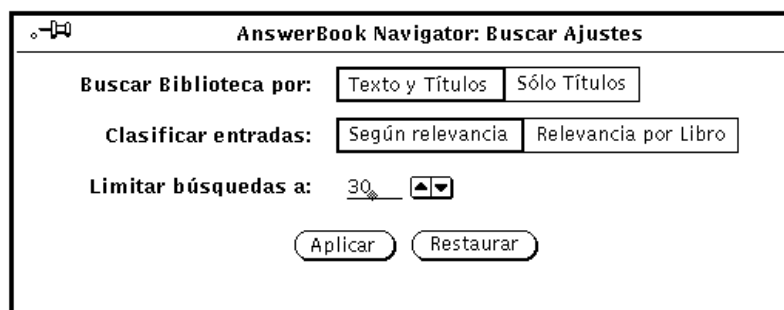 AnswerBook Navigator: Buscar Ajustes
Buscar Biblioteca por: Texto y Títulos Sólo Títulos
Clasificar entradas: Según relevancia Relevancia por Libro
Limitar búsquedas a: 30
Aplicar Restaurar